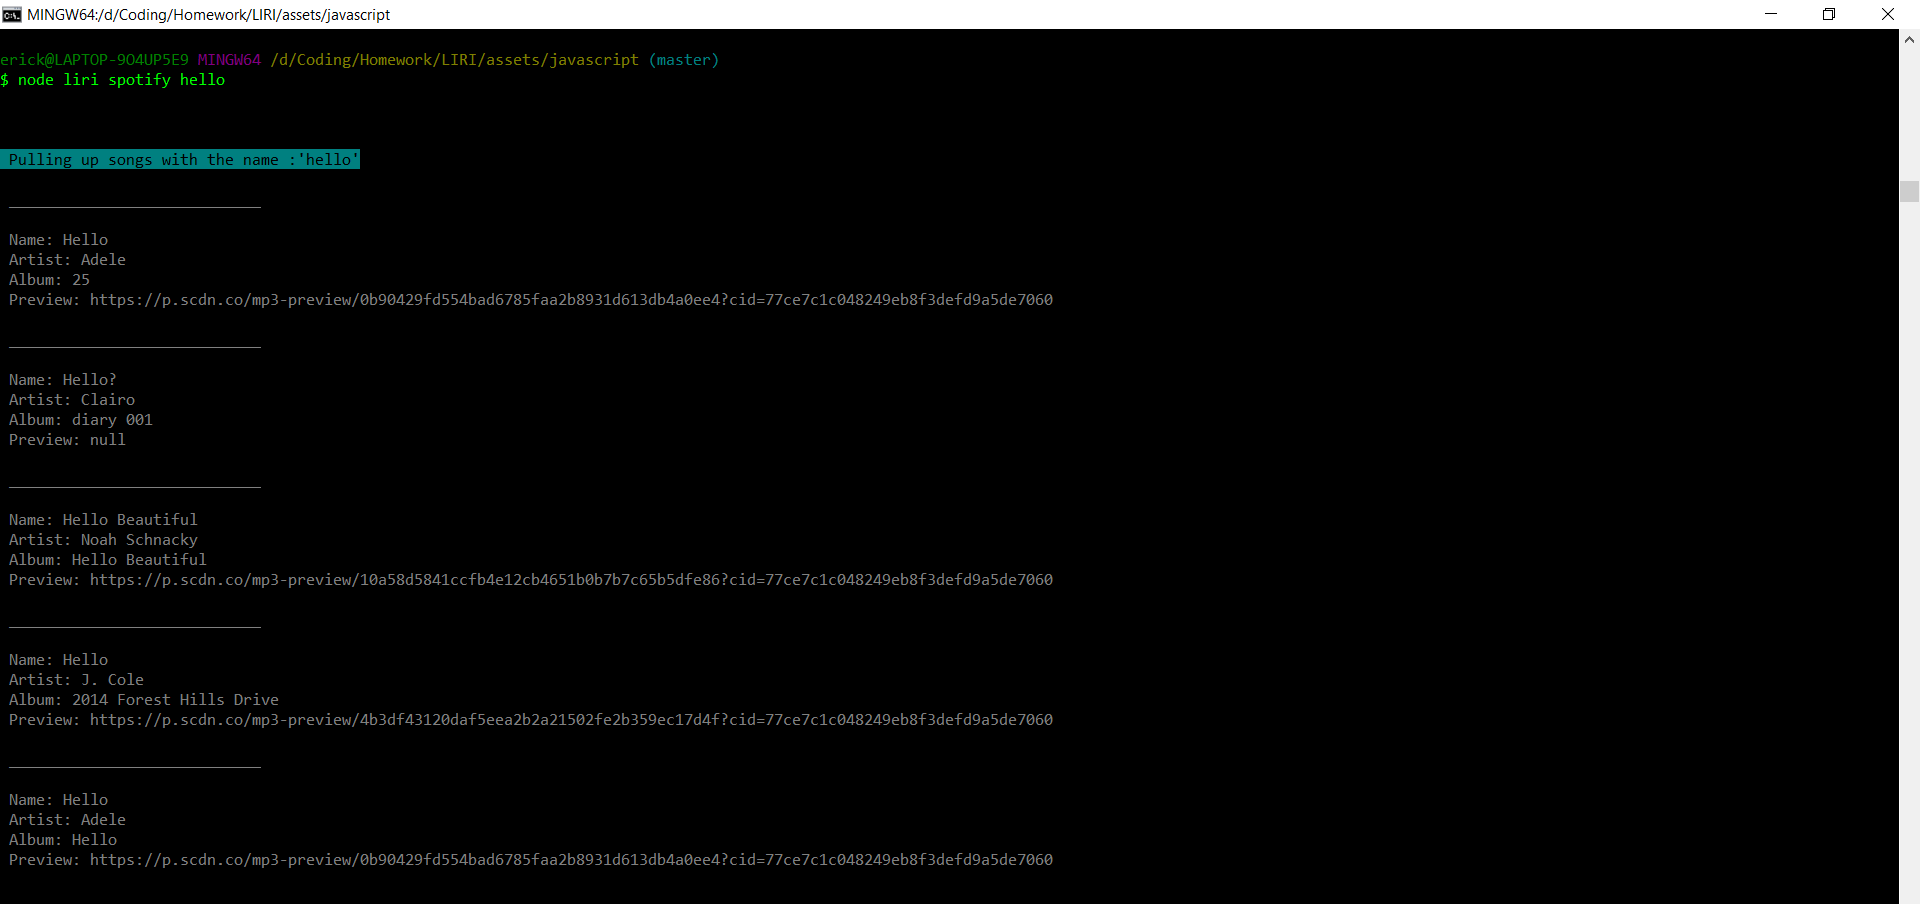 MINGW64:/d/Coding/Homework/LIRI/assets/javascript
erick@LAPTOP-9O4UP5E9 MINGW64 /d/Coding/Homework/LIRI/assets/javascript (master)
$ node liri spotify hello
Pulling up songs with the name :'hello'
____________________________
Name: Hello
Artist: Adele
Album: 25
Preview: https://p.scdn.co/mp3-preview/0b90429fd554bad6785faa2b8931d613db4a0ee4?cid=77ce7c1c048249eb8f3defd9a5de7060
____________________________
Name: Hello?
Artist: Clairo
Album: diary 001
Preview: null
____________________________
Name: Hello Beautiful
Artist: Noah Schnacky
Album: Hello Beautiful
Preview: https://p.scdn.co/mp3-preview/10a58d5841ccfb4e12cb4651b0b7b7c65b5dfe86?cid=77ce7c1c048249eb8f3defd9a5de7060
____________________________
Name: Hello
Artist: J. Cole
Album: 2014 Forest Hills Drive
Preview: https://p.scdn.co/mp3-preview/4b3df43120daf5eea2b2a21502fe2b359ec17d4f?cid=77ce7c1c048249eb8f3defd9a5de7060
____________________________
Name: Hello
Artist: Adele
Album: Hello
Preview: https://p.scdn.co/mp3-preview/0b90429fd554bad6785faa2b8931d613db4a0ee4?cid=77ce7c1c048249eb8f3defd9a5de7060